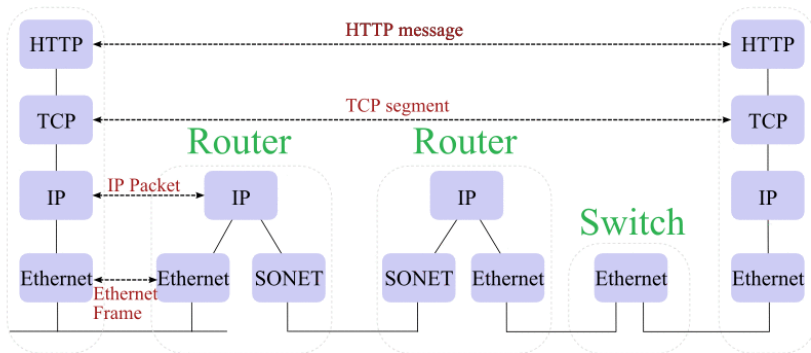 HTTP
HTTP message
HTTP
TCP
TCP segment
TCP
Router
Router
IP
IP Packet
IP
IP
IP
Switch
Ethernet
Ethernet
SONET
SONET
Ethernet
Ethernet
Ethernet
Ethernet
Frame